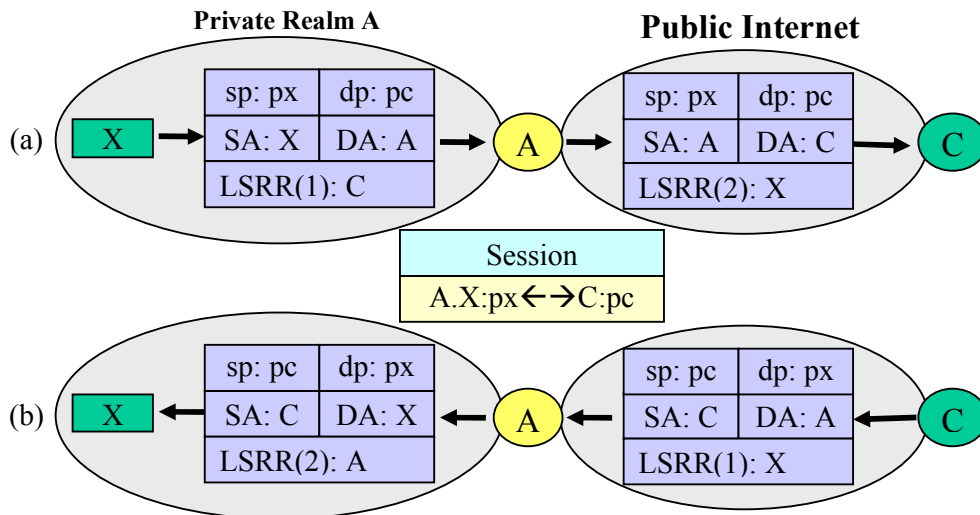 Private Realm A
Public Internet
(a)
X
sp: px dp: pc
SA: X DA: A
LSRR(1): C
A
sp: px dp: pc
SA: A DA: C
LSRR(2): X
C
Session
A.X:px←→C:pc
(b)
X
sp: pc dp: px
SA: C DA: X
LSRR(2): A
A
sp: pc dp: px
SA: C DA: A
LSRR(1): X
C